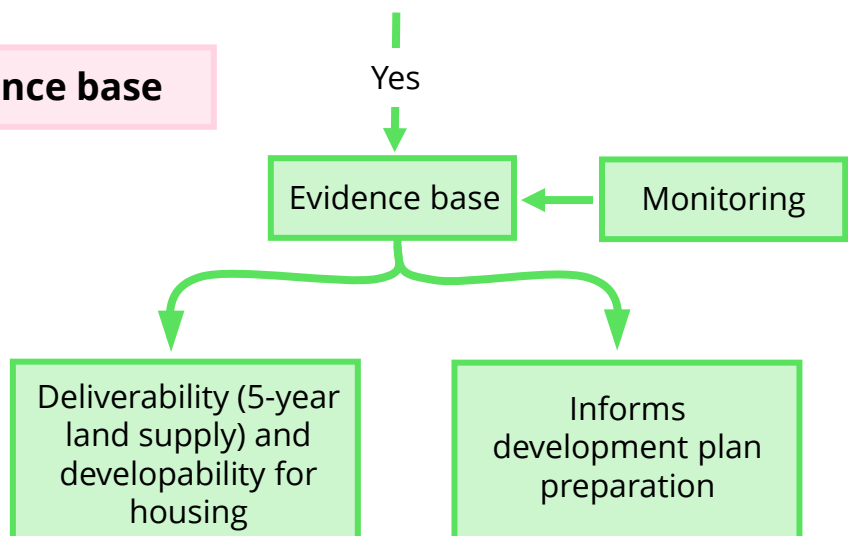 Yes
nce base
Evidence base
Monitoring
Deliverability (5-year
land supply) and
developability for
housing
Informs
development plan
preparation